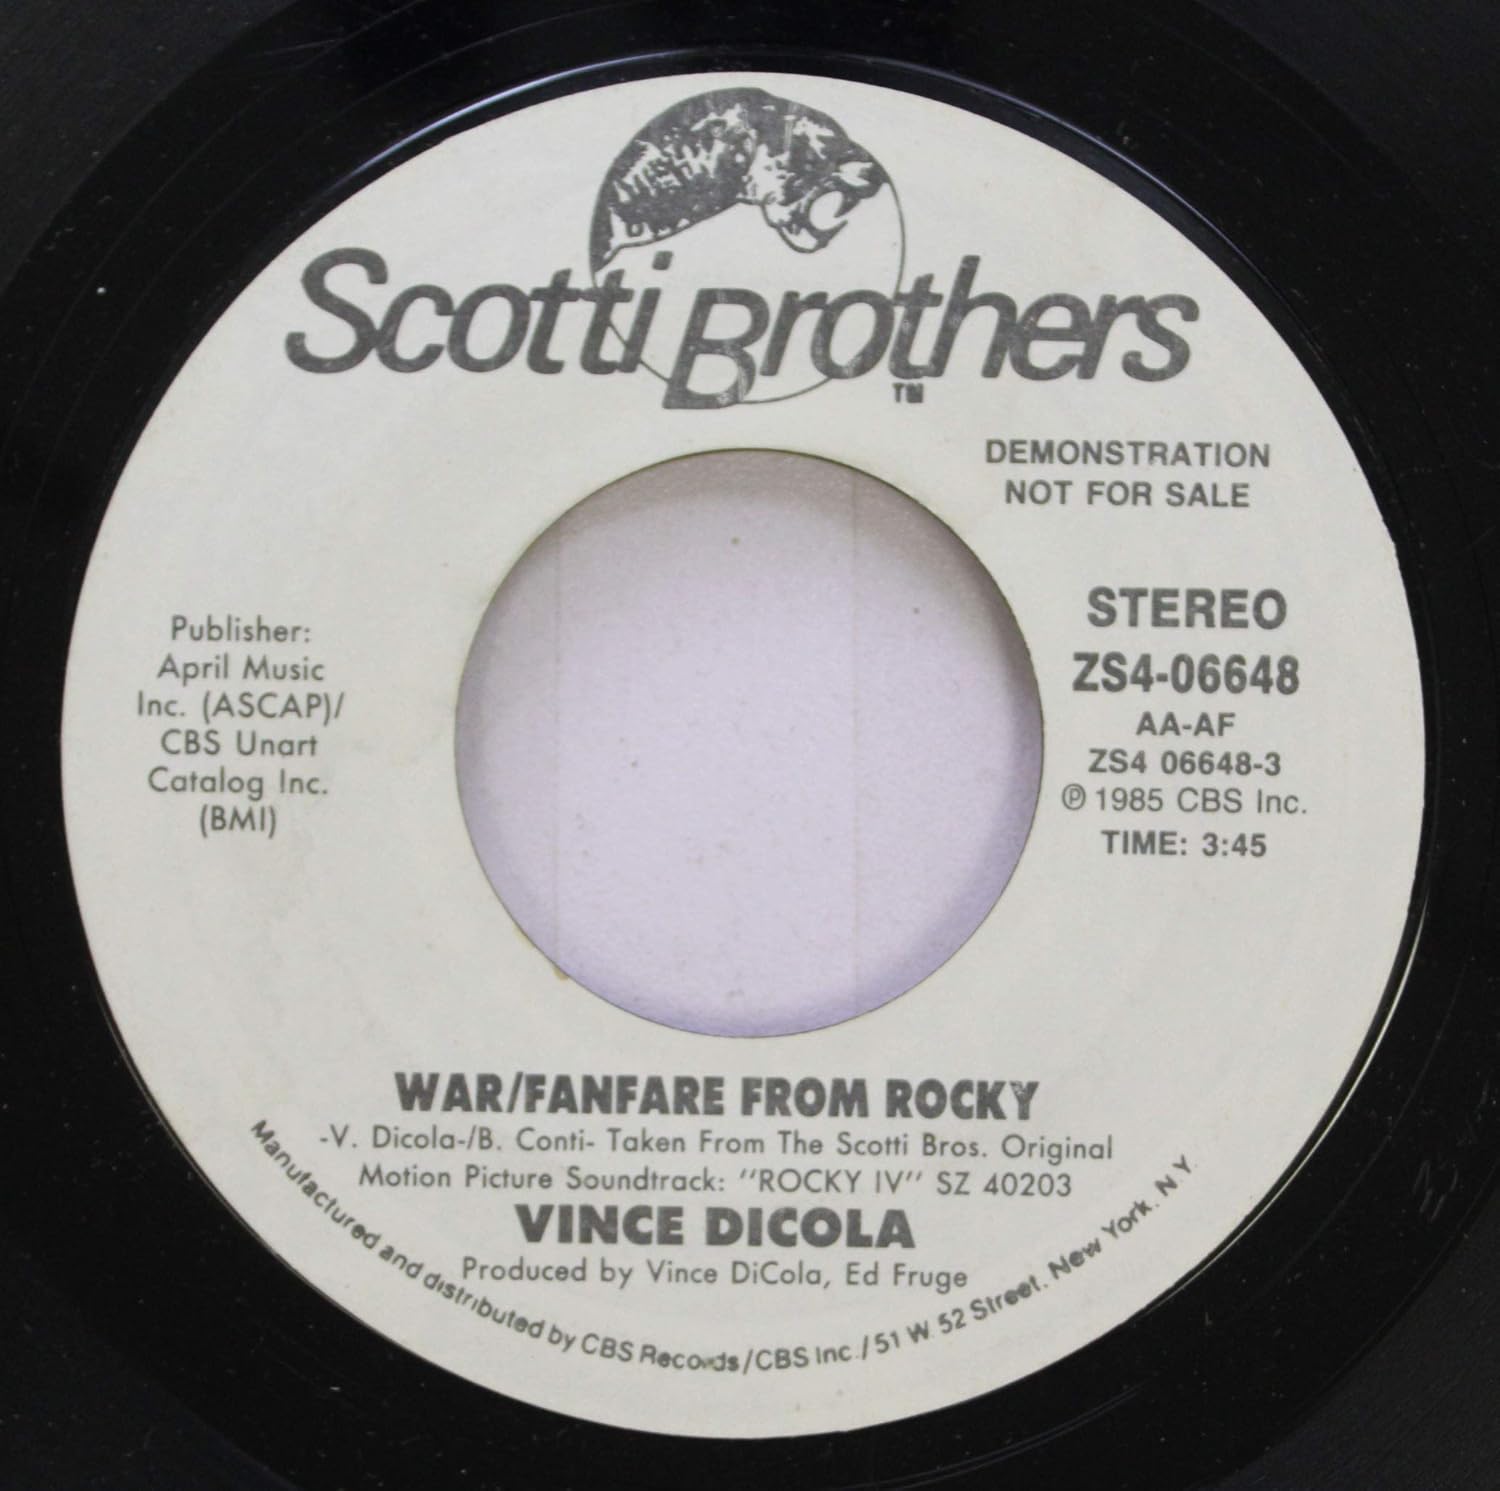 Scotti Brothers
TM
DEMONSTRATION
NOT FOR SALE
Publisher:
April Music
Inc. (ASCAP)/
CBS Unart
Catalog Inc.
(BMI)
STEREO
ZS4-06648
AA-AF
ZS4 06648-3
Ⓟ 1985 CBS Inc.
TIME: 3:45
WAR/FANFARE FROM ROCKY
-V. Dicola-/B. Conti- Taken From The Scotti Bros. Original
Motion Picture Soundtrack: "ROCKY IV" SZ 40203
VINCE DICOLA
Produced by Vince DiCola, Ed Fruge
Manufactured and distributed by CBS Records/CBS Inc./51 W. 52 Street, New York, N.Y.